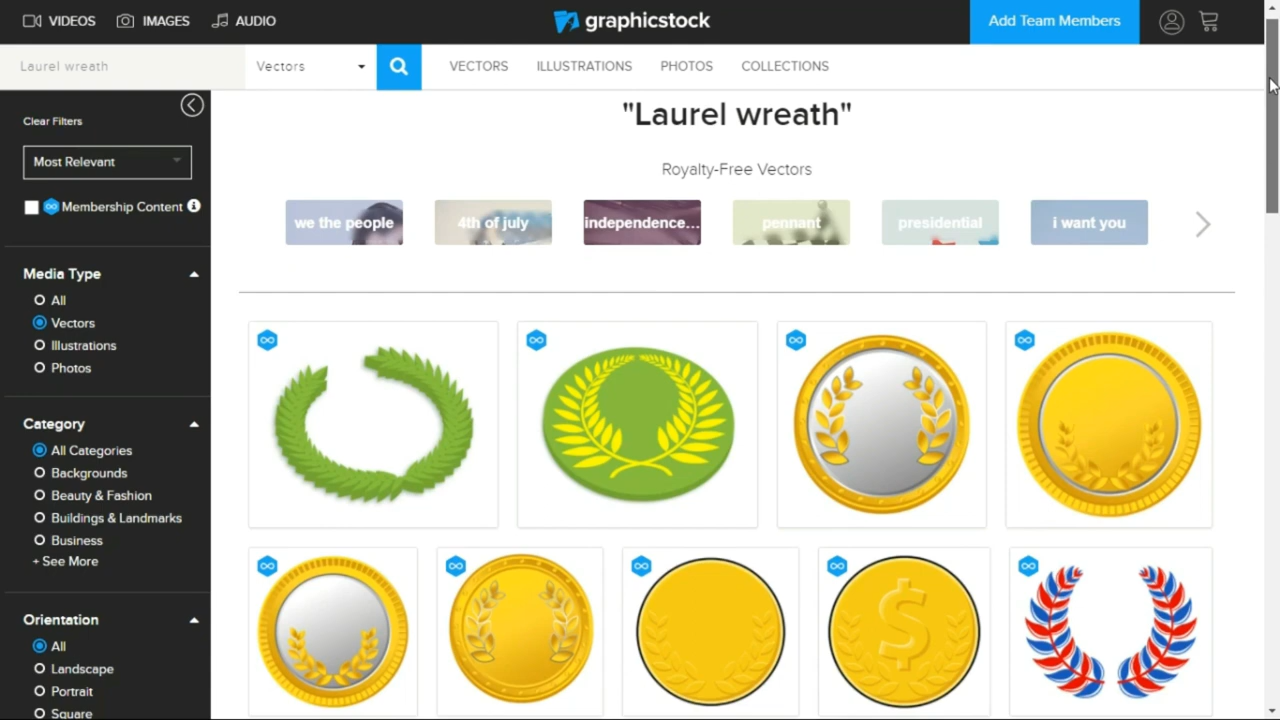 VIDEOS IMAGES AUDIO graphicstock Add Team Members
Laurel wreath Vectors VECTORS ILLUSTRATIONS PHOTOS COLLECTIONS
Clear Filters
Most Relevant
Membership Content
Media Type
All
Vectors
Illustrations
Photos
Category
All Categories
Backgrounds
Beauty & Fashion
Buildings & Landmarks
Business
+ See More
Orientation
All
Landscape
Portrait
Square
"Laurel wreath"
Royalty-Free Vectors
we the people 4th of july independence... pennant presidential i want you
$